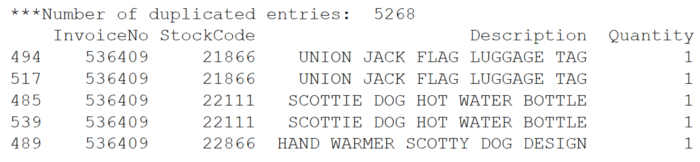 ***Number of duplicated entries:  5268
InvoiceNo StockCode Description Quantity
494 536409 21866 UNION JACK FLAG LUGGAGE TAG 1
517 536409 21866 UNION JACK FLAG LUGGAGE TAG 1
485 536409 22111 SCOTTIE DOG HOT WATER BOTTLE 1
539 536409 22111 SCOTTIE DOG HOT WATER BOTTLE 1
489 536409 22866 HAND WARMER SCOTTY DOG DESIGN 1